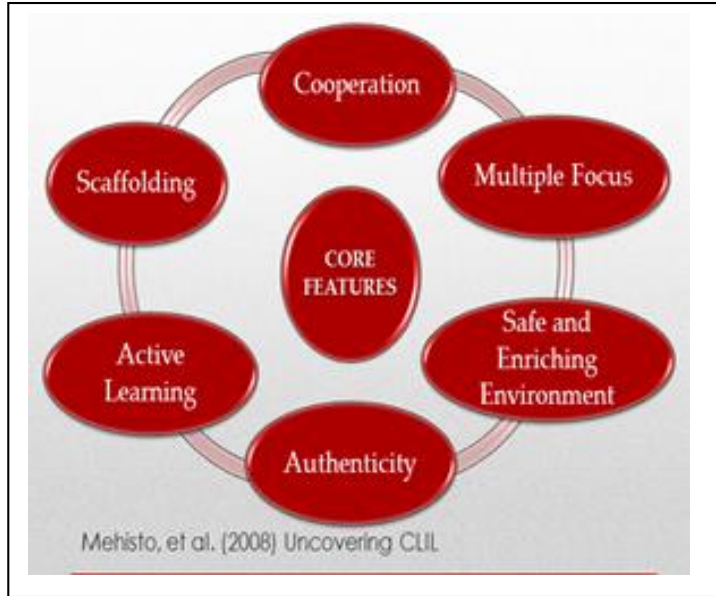 Cooperation
Multiple Focus
Safe and
Enriching
Environment
Authenticity
Active
Learning
Scaffolding
CORE
FEATURES
Mehisto, et al. (2008) Uncovering CLIL